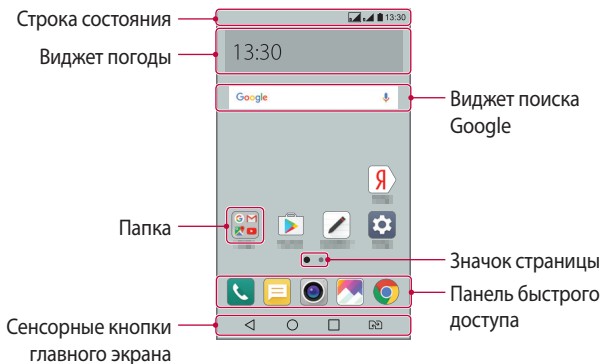 Строка состояния
13:30
Виджет погоды
13:30
Google
Виджет поиска
Google
Я
G M
Папка
Значок страницы
Панель быстрого
доступа
Сенсорные кнопки
главного экрана